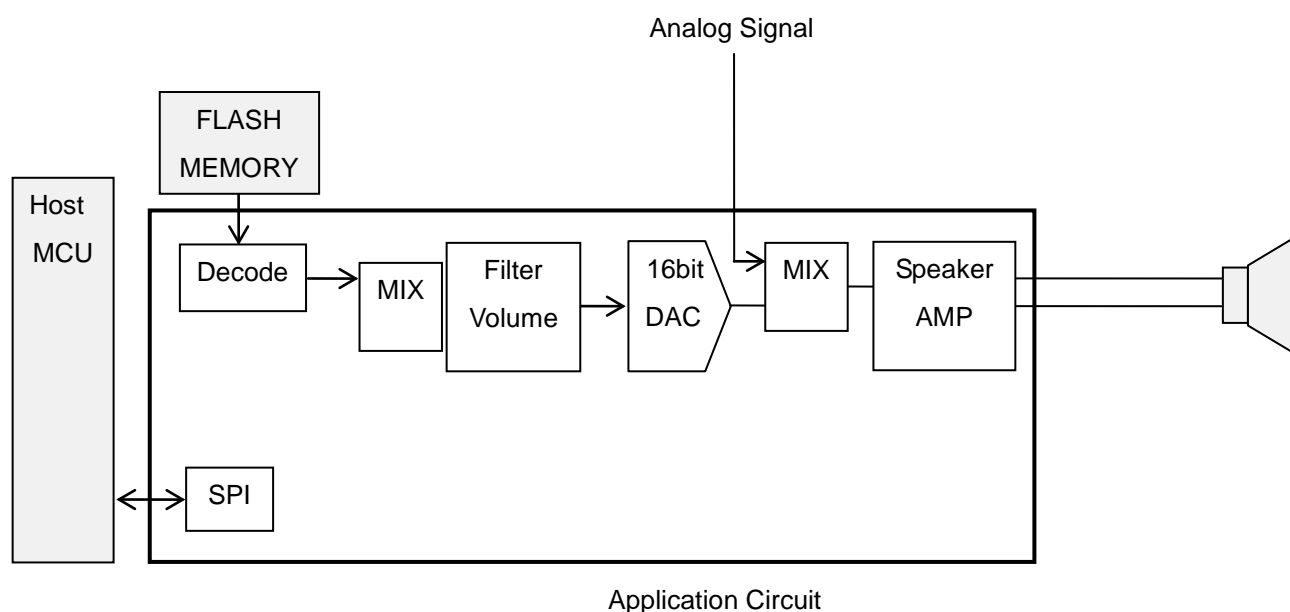 Analog Signal
FLASH
MEMORY
Host
MCU
Decode
MIX
Filter
Volume
16bit
DAC
MIX
Speaker
AMP
SPI
Application Circuit